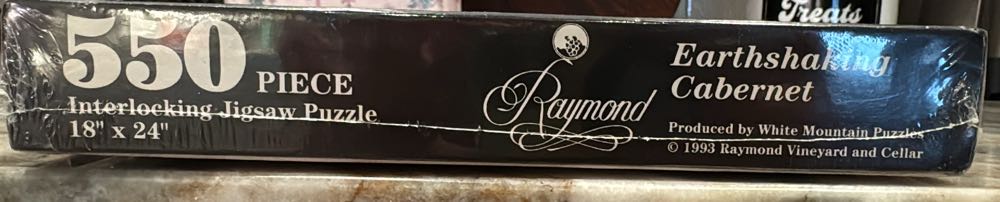 Treats
550 PIECE
Interlocking Jigsaw Puzzle
18" x 24"
Raymond
Earthshaking
Cabernet
Produced by White Mountain Puzzles
© 1993 Raymond Vineyard and Cellar